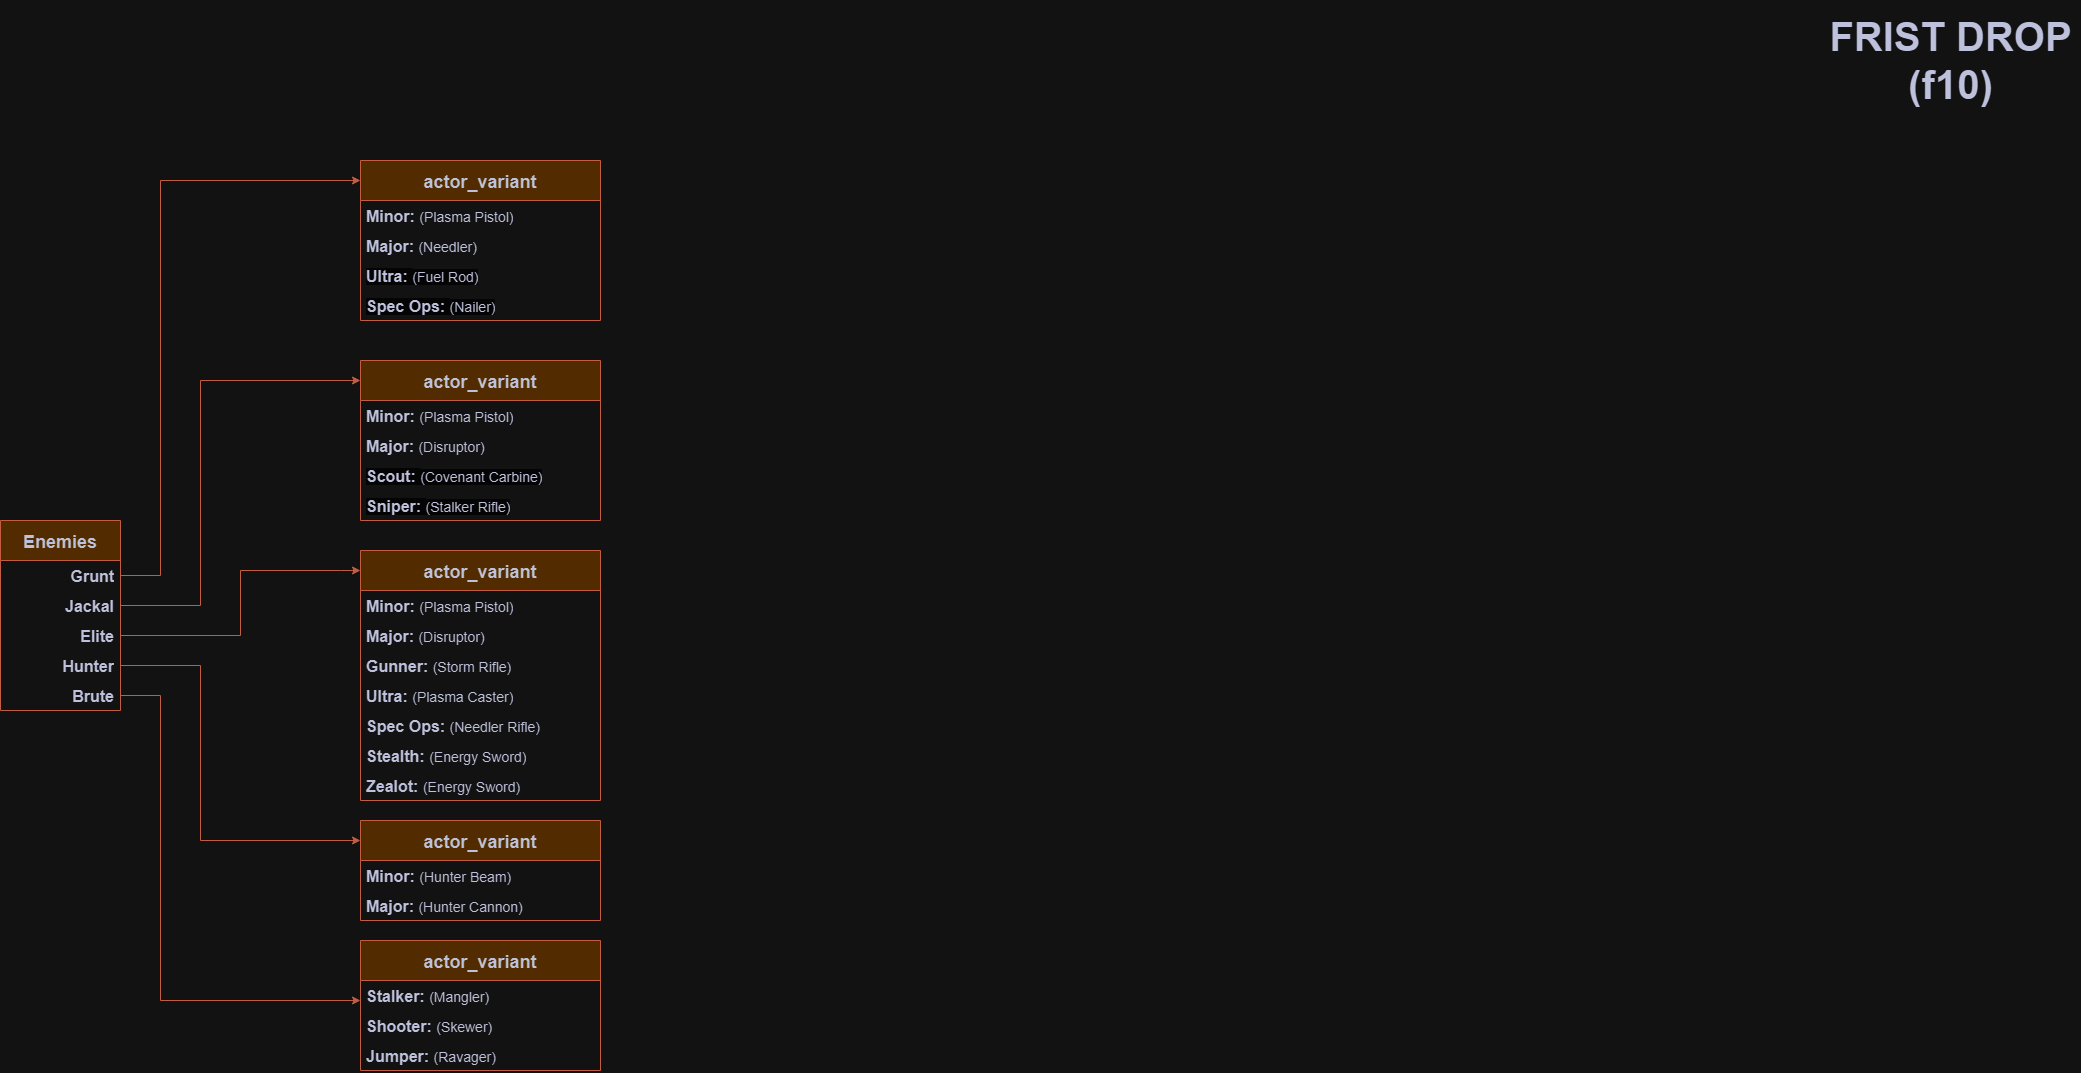 FRIST DROP
(f10)
actor_variant
Minor: (Plasma Pistol)
Major: (Needler)
Ultra: (Fuel Rod)
Spec Ops: (Nailer)
actor_variant
Minor: (Plasma Pistol)
Major: (Disruptor)
Scout: (Covenant Carbine)
Sniper: (Stalker Rifle)
Enemies
Grunt
Jackal
Elite
Hunter
Brute
actor_variant
Minor: (Plasma Pistol)
Major: (Disruptor)
Gunner: (Storm Rifle)
Ultra: (Plasma Caster)
Spec Ops: (Needler Rifle)
Stealth: (Energy Sword)
Zealot: (Energy Sword)
actor_variant
Minor: (Hunter Beam)
Major: (Hunter Cannon)
actor_variant
Stalker: (Mangler)
Shooter: (Skewer)
Jumper: (Ravager)